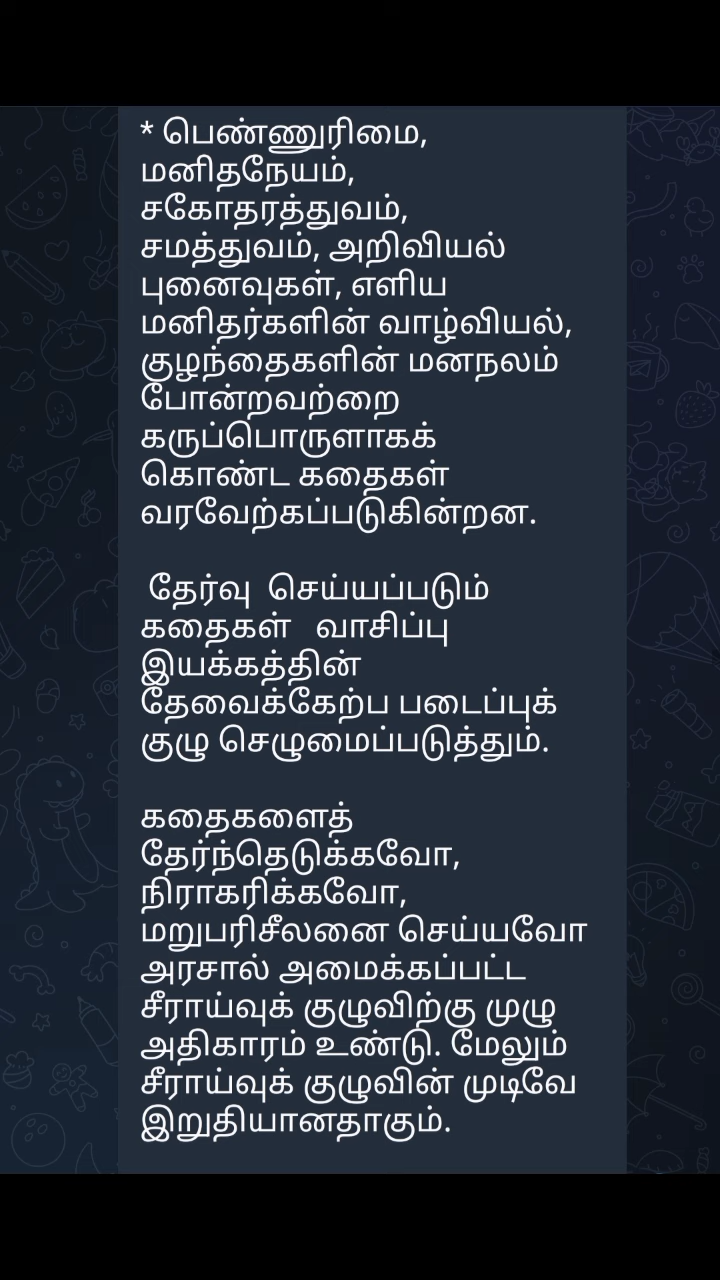 * பெண்ணுரிமை,
மனிதநேயம்,
சகோதரத்துவம்,
சமத்துவம், அறிவியல்
புனைவுகள், எளிய
மனிதர்களின் வாழ்வியல்,
குழந்தைகளின் மனநலம்
போன்றவற்றை
கருப்பொருளாகக்
கொண்ட கதைகள்
வரவேற்கப்படுகின்றன.
தேர்வு செய்யப்படும்
கதைகள் வாசிப்பு
இயக்கத்தின்
தேவைக்கேற்ப படைப்புக்
குழு செழுமைப்படுத்தும்.
கதைகளைத்
தேர்ந்தெடுக்கவோ,
நிராகரிக்கவோ,
மறுபரிசீலனை செய்யவோ
அரசால் அமைக்கப்பட்ட
சீராய்வுக் குழுவிற்கு முழு
அதிகாரம் உண்டு. மேலும்
சீராய்வுக் குழுவின் முடிவே
இறுதியானதாகும்.